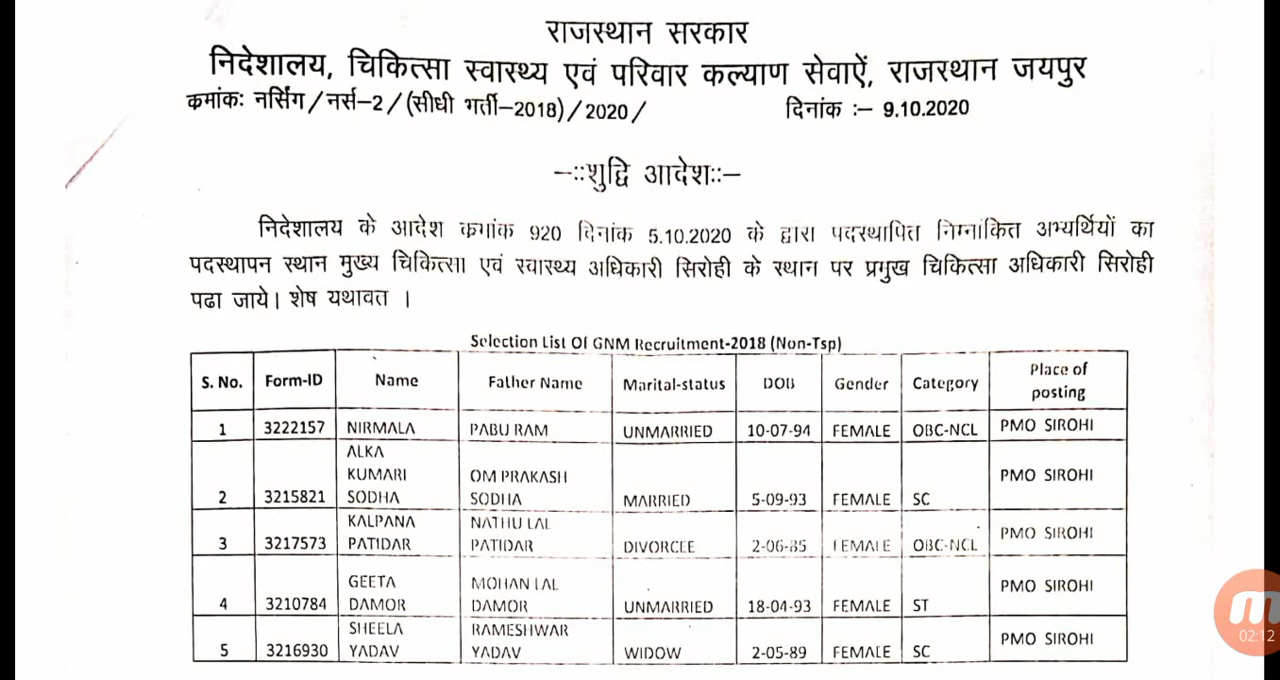 राजस्थान सरकार
निदेशालय, चिकित्सा स्वास्थ्य एवं परिवार कल्याण सेवाऐं, राजस्थान जयपुर
कमांकः नर्सिंग/नर्स–2/(सीधी भर्ती–2018)/2020/ दिनांक :– 9.10.2020
–::शुद्वि आदेश::–
निदेशालय के आदेश कमांक 920 दिनांक 5.10.2020 के द्वारा पदस्थापित निम्नांकित अभ्यर्थियों का
पदस्थापन स्थान मुख्य चिकित्सा एवं स्वास्थ्य अधिकारी सिरोही के स्थान पर प्रमुख चिकित्सा अधिकारी सिरोही
पढा जाये। शेष यथावत ।
Selection List Of GNM Recruitment-2018 (Non-Tsp)
S. No. Form-ID Name Father Name Marital-status DOB Gender Category Place of posting
1 3222157 NIRMALA PABU RAM UNMARRIED 10-07-94 FEMALE OBC-NCL PMO SIROHI
2 3215821 ALKA KUMARI SODHA OM PRAKASH SODHA MARRIED 5-09-93 FEMALE SC PMO SIROHI
3 3217573 KALPANA PATIDAR NATHU LAL PATIDAR DIVORCEE 2-06-85 FEMALE OBC-NCL PMO SIROHI
4 3210784 GEETA DAMOR MOHAN LAL DAMOR UNMARRIED 18-04-93 FEMALE ST PMO SIROHI
5 3216930 SHEELA YADAV RAMESHWAR YADAV WIDOW 2-05-89 FEMALE SC PMO SIROHI
02:12